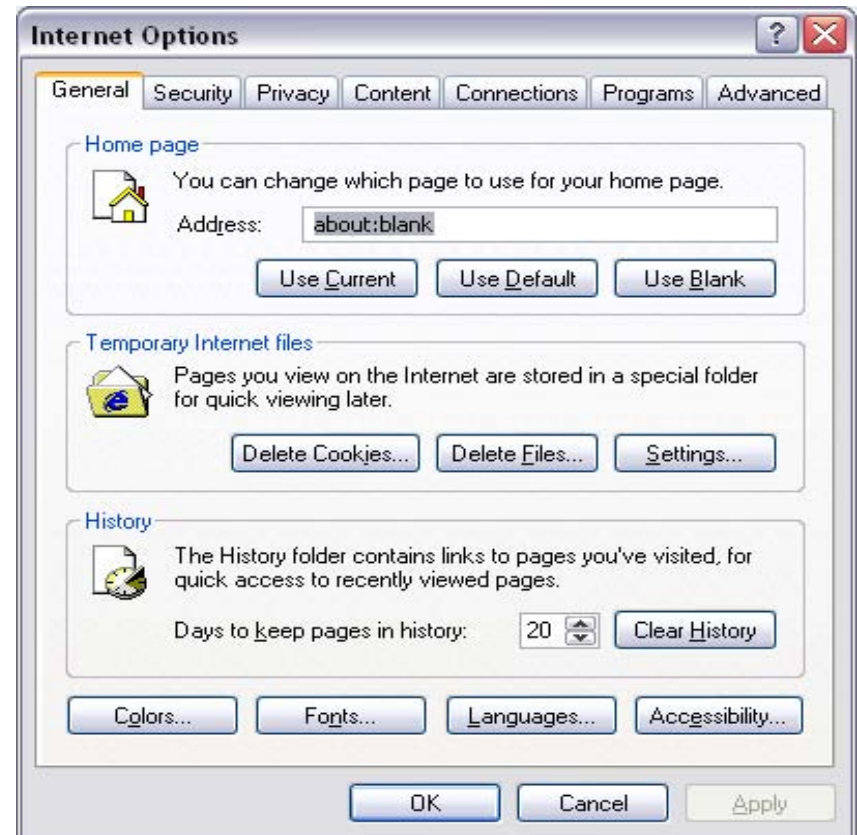 Internet Options
General Security Privacy Content Connections Programs Advanced
Home page
You can change which page to use for your home page.
Address: about:blank
Use Current Use Default Use Blank
Temporary Internet files
Pages you view on the Internet are stored in a special folder
for quick viewing later.
Delete Cookies... Delete Files... Settings...
History
The History folder contains links to pages you've visited, for
quick access to recently viewed pages.
Days to keep pages in history: 20 Clear History
Colors... Fonts... Languages... Accessibility...
OK Cancel Apply